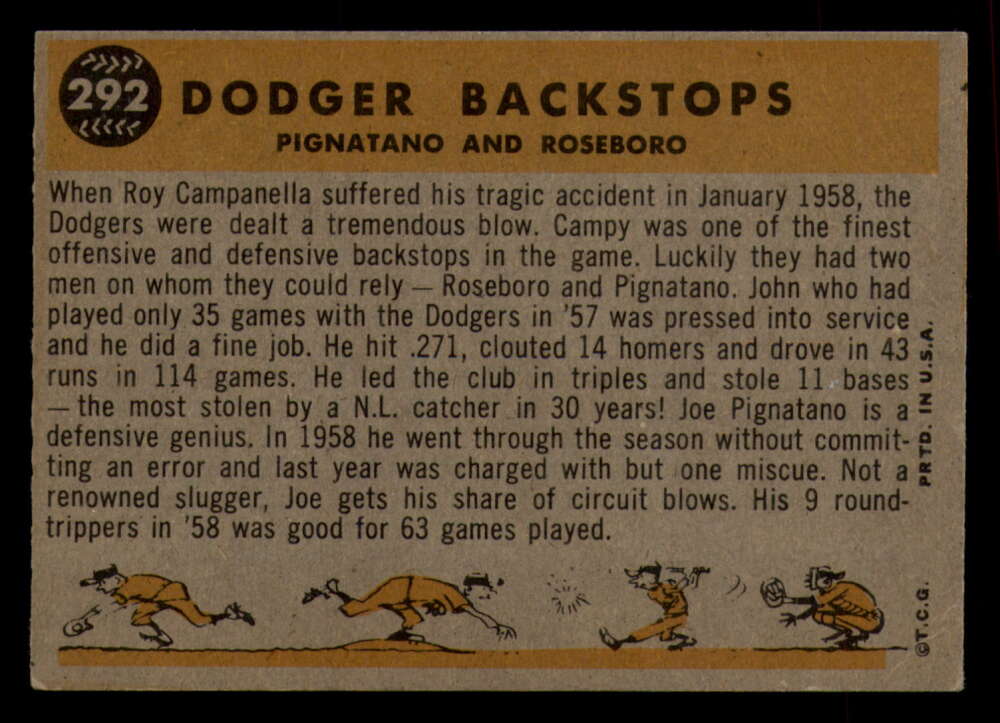 292
DODGER BACKSTOPS
PIGNATANO AND ROSEBORO
When Roy Campanella suffered his tragic accident in January 1958, the
Dodgers were dealt a tremendous blow. Campy was one of the finest
offensive and defensive backstops in the game. Luckily they had two
men on whom they could rely — Roseboro and Pignatano. John who had
played only 35 games with the Dodgers in '57 was pressed into service
and he did a fine job. He hit .271, clouted 14 homers and drove in 43
runs in 114 games. He led the club in triples and stole 11 bases
— the most stolen by a N.L. catcher in 30 years! Joe Pignatano is a
defensive genius. In 1958 he went through the season without commit-
ting an error and last year was charged with but one miscue. Not a
renowned slugger, Joe gets his share of circuit blows. His 9 round-
trippers in '58 was good for 63 games played.
PRTD. IN U.S.A.
©T.C.G.